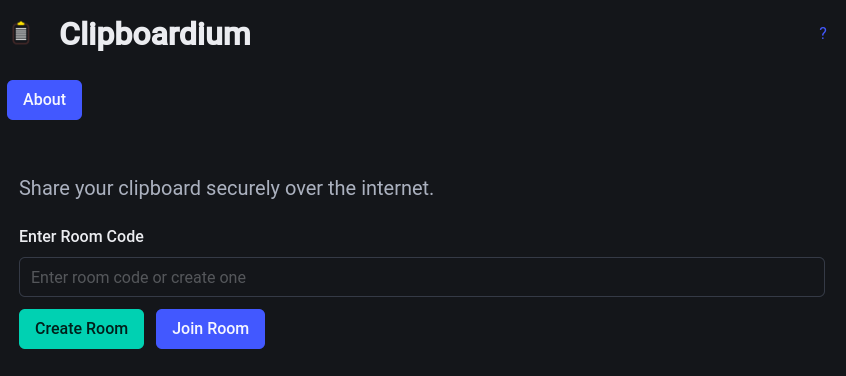 Clipboardium
?
About
Share your clipboard securely over the internet.
Enter Room Code
Enter room code or create one
Create Room Join Room